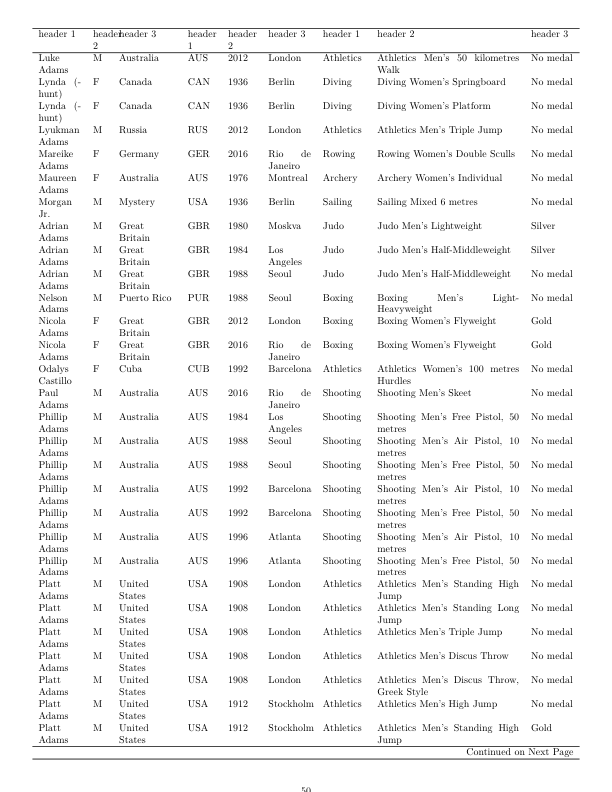 header 1 header 2 header 3 header 1 header 2 header 3 header 1 header 2 header 3
Luke Adams M Australia AUS 2012 London Athletics Athletics Men's 50 kilometres Walk No medal
Lynda (-hunt) F Canada CAN 1936 Berlin Diving Diving Women's Springboard No medal
Lynda (-hunt) F Canada CAN 1936 Berlin Diving Diving Women's Platform No medal
Lyukman Adams M Russia RUS 2012 London Athletics Athletics Men's Triple Jump No medal
Mareike Adams F Germany GER 2016 Rio de Janeiro Rowing Rowing Women's Double Sculls No medal
Maureen Adams F Australia AUS 1976 Montreal Archery Archery Women's Individual No medal
Morgan Jr. M Mystery USA 1936 Berlin Sailing Sailing Mixed 6 metres No medal
Adrian Adams M Great Britain GBR 1980 Moskva Judo Judo Men's Lightweight Silver
Adrian Adams M Great Britain GBR 1984 Los Angeles Judo Judo Men's Half-Middleweight Silver
Adrian Adams M Great Britain GBR 1988 Seoul Judo Judo Men's Half-Middleweight No medal
Nelson Adams M Puerto Rico PUR 1988 Seoul Boxing Boxing Men's Light-Heavyweight No medal
Nicola Adams F Great Britain GBR 2012 London Boxing Boxing Women's Flyweight Gold
Nicola Adams F Great Britain GBR 2016 Rio de Janeiro Boxing Boxing Women's Flyweight Gold
Odalys Castillo F Cuba CUB 1992 Barcelona Athletics Athletics Women's 100 metres Hurdles No medal
Paul Adams M Australia AUS 2016 Rio de Janeiro Shooting Shooting Men's Skeet No medal
Phillip Adams M Australia AUS 1984 Los Angeles Shooting Shooting Men's Free Pistol, 50 metres No medal
Phillip Adams M Australia AUS 1988 Seoul Shooting Shooting Men's Air Pistol, 10 metres No medal
Phillip Adams M Australia AUS 1988 Seoul Shooting Shooting Men's Free Pistol, 50 metres No medal
Phillip Adams M Australia AUS 1992 Barcelona Shooting Shooting Men's Air Pistol, 10 metres No medal
Phillip Adams M Australia AUS 1992 Barcelona Shooting Shooting Men's Free Pistol, 50 metres No medal
Phillip Adams M Australia AUS 1996 Atlanta Shooting Shooting Men's Air Pistol, 10 metres No medal
Phillip Adams M Australia AUS 1996 Atlanta Shooting Shooting Men's Free Pistol, 50 metres No medal
Platt Adams M United States USA 1908 London Athletics Athletics Men's Standing High Jump No medal
Platt Adams M United States USA 1908 London Athletics Athletics Men's Standing Long Jump No medal
Platt Adams M United States USA 1908 London Athletics Athletics Men's Triple Jump No medal
Platt Adams M United States USA 1908 London Athletics Athletics Men's Discus Throw No medal
Platt Adams M United States USA 1908 London Athletics Athletics Men's Discus Throw, Greek Style No medal
Platt Adams M United States USA 1912 Stockholm Athletics Athletics Men's High Jump No medal
Platt Adams M United States USA 1912 Stockholm Athletics Athletics Men's Standing High Jump Gold
Continued on Next Page
50